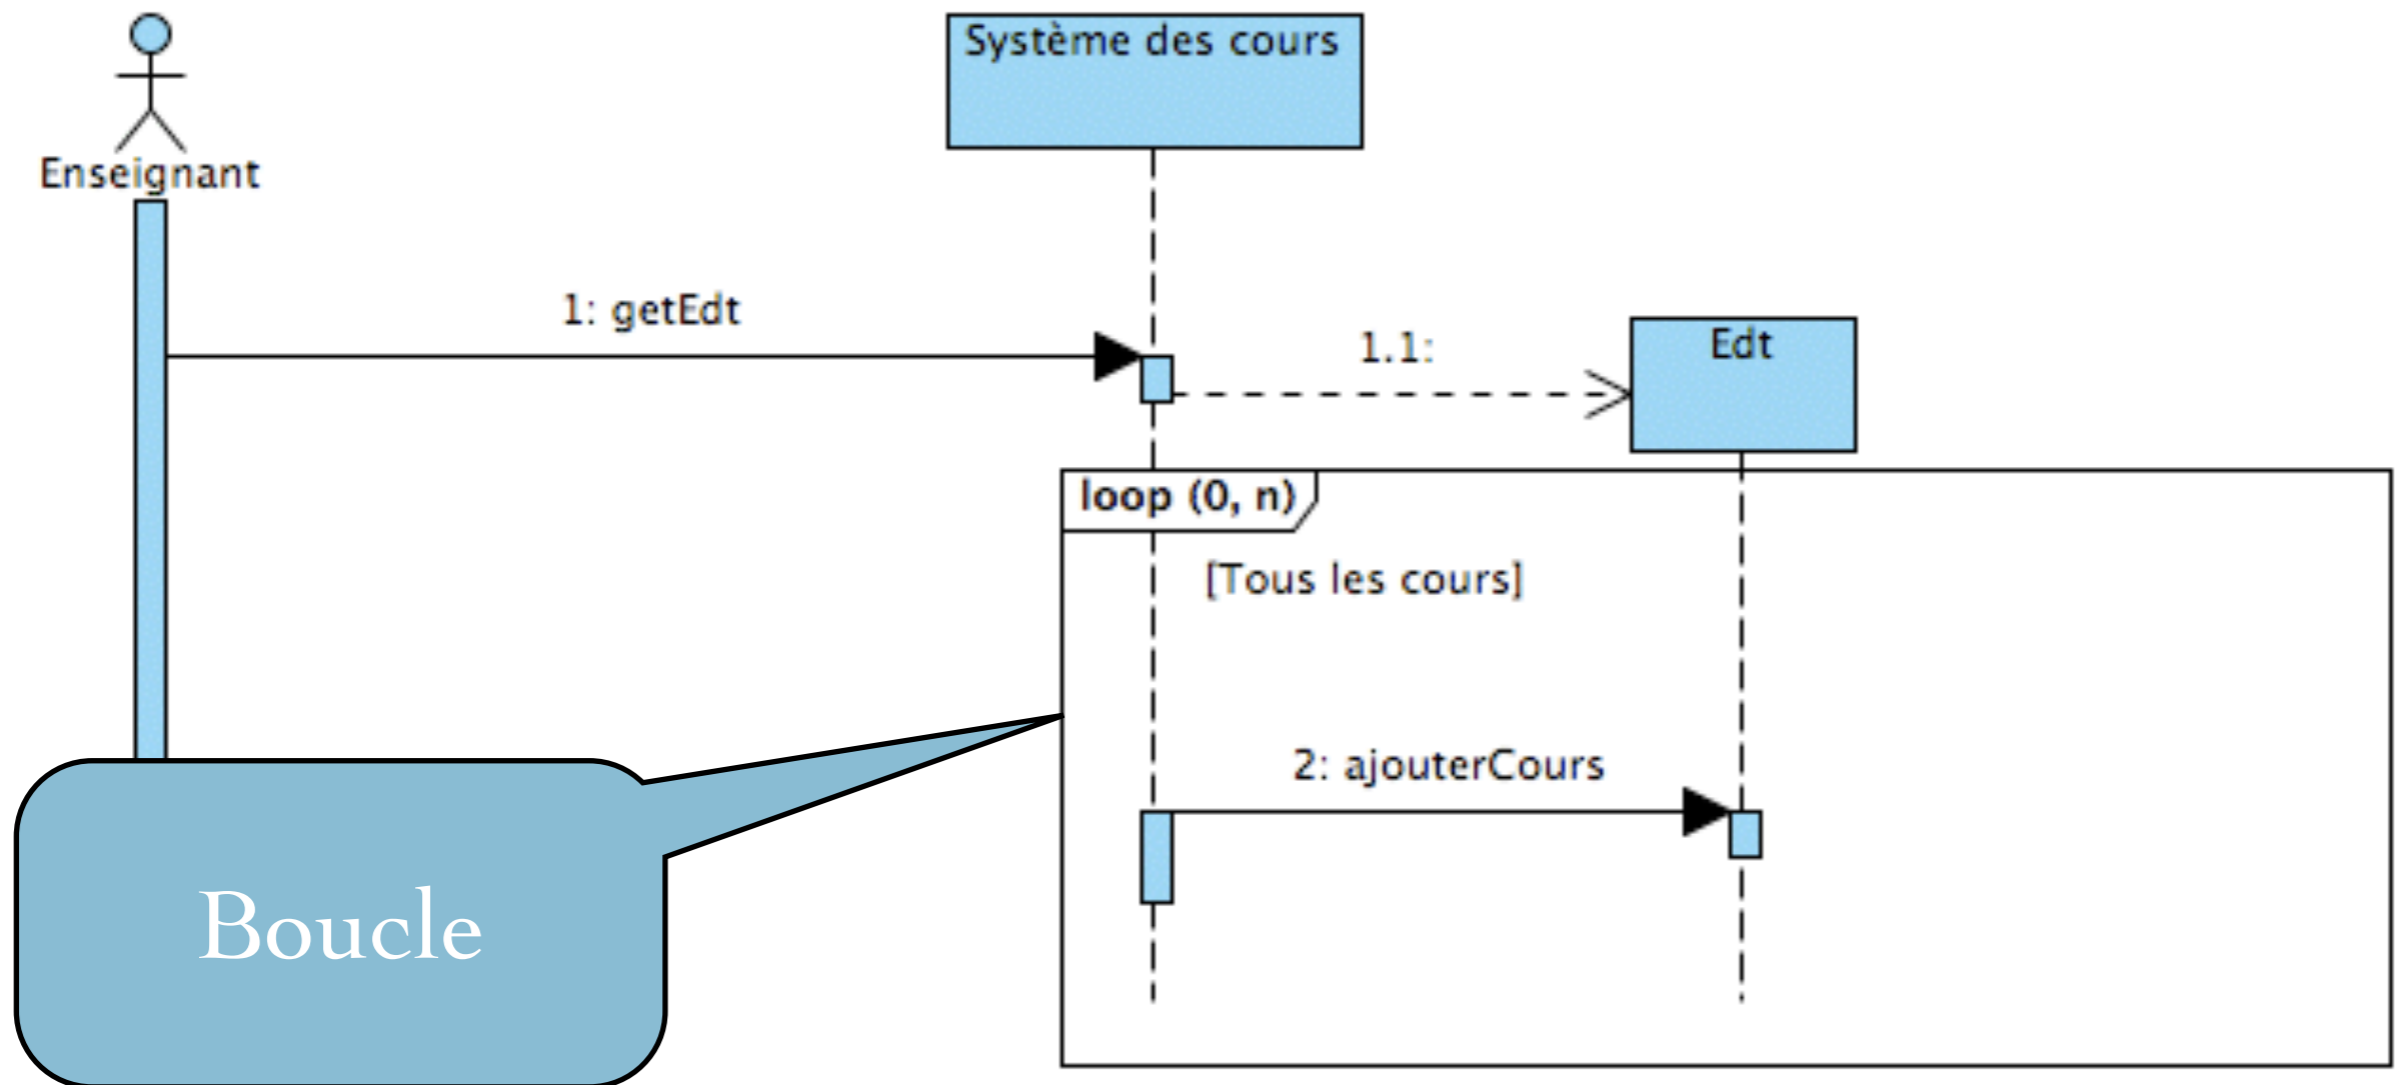 Système des cours
Enseignant
1: getEdt
1.1:
Edt
loop (0, n)
[Tous les cours]
2: ajouterCours
Boucle